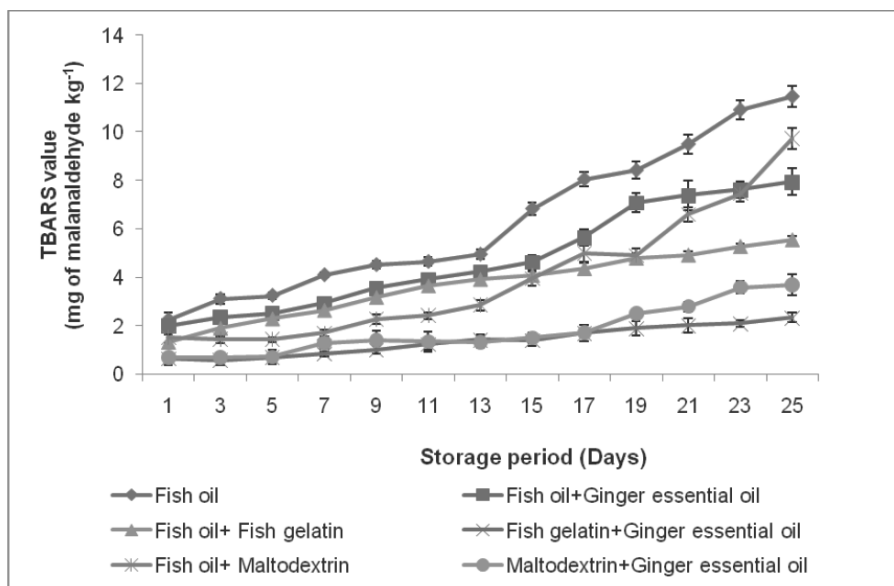 14
12
10
8
6
4
2
0
TBARS value
(mg of malanaldehyde kg⁻¹)
1 3 5 7 9 11 13 15 17 19 21 23 25
Storage period (Days)
Fish oil Fish oil+Ginger essential oil
Fish oil+ Fish gelatin Fish gelatin+Ginger essential oil
Fish oil+ Maltodextrin Maltodextrin+Ginger essential oil